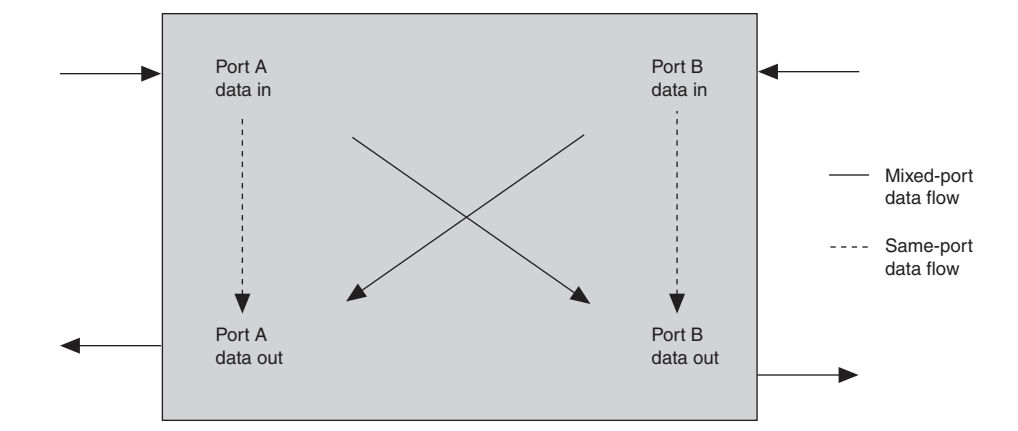 Port A
data in
Port B
data in
Mixed-port
data flow
Same-port
data flow
Port A
data out
Port B
data out